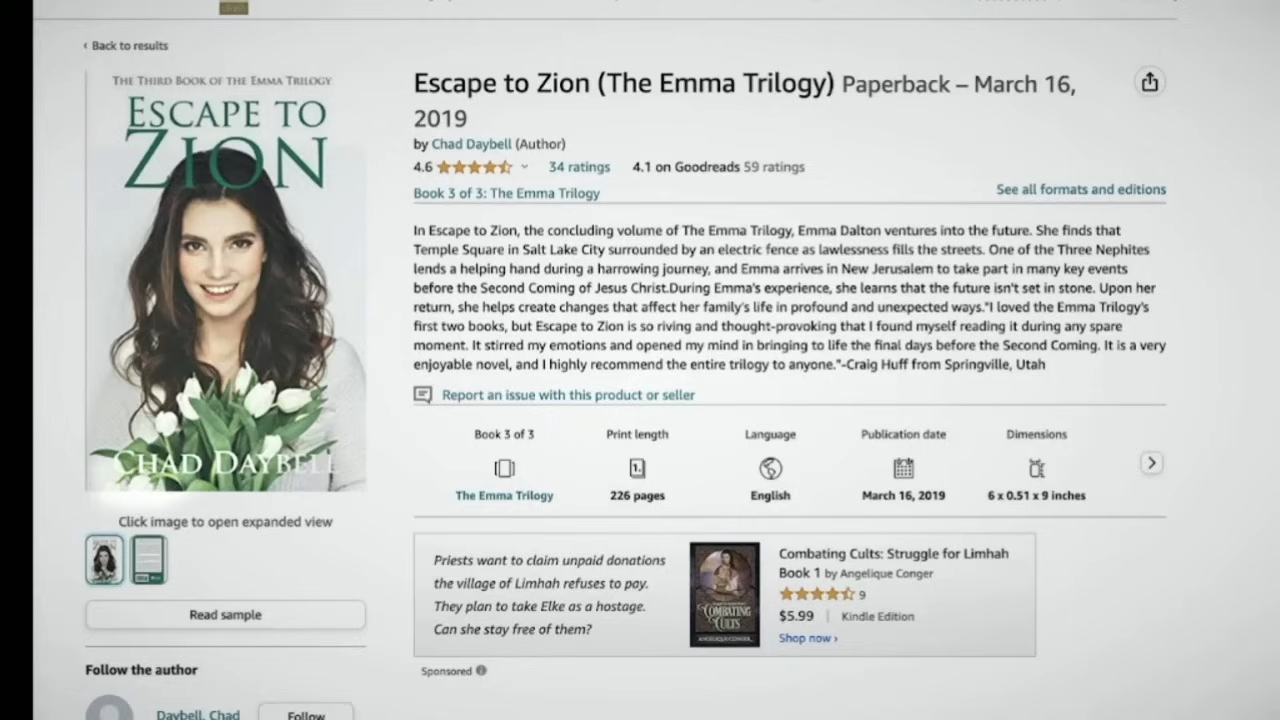 ‹ Back to results
THE THIRD BOOK OF THE EMMA TRILOGY
ESCAPE TO
ZION
CHAD DAYBELL
Click image to open expanded view
Read sample
Follow the author
Daybell, Chad
Follow
Escape to Zion (The Emma Trilogy) Paperback – March 16,
2019
by Chad Daybell (Author)
4.6 34 ratings 4.1 on Goodreads 59 ratings
Book 3 of 3: The Emma Trilogy
See all formats and editions
In Escape to Zion, the concluding volume of The Emma Trilogy, Emma Dalton ventures into the future. She finds that
Temple Square in Salt Lake City surrounded by an electric fence as lawlessness fills the streets. One of the Three Nephites
lends a helping hand during a harrowing journey, and Emma arrives in New Jerusalem to take part in many key events
before the Second Coming of Jesus Christ.During Emma's experience, she learns that the future isn't set in stone. Upon her
return, she helps create changes that affect her family's life in profound and unexpected ways."I loved the Emma Trilogy's
first two books, but Escape to Zion is so riving and thought-provoking that I found myself reading it during any spare
moment. It stirred my emotions and opened my mind in bringing to life the final days before the Second Coming. It is a very
enjoyable novel, and I highly recommend the entire trilogy to anyone."-Craig Huff from Springville, Utah
Report an issue with this product or seller
Book 3 of 3
The Emma Trilogy
Print length
1.
226 pages
Language
English
Publication date
March 16, 2019
Dimensions
6 x 0.51 x 9 inches
Priests want to claim unpaid donations
the village of Limhah refuses to pay.
They plan to take Elke as a hostage.
Can she stay free of them?
COMBATING
CULTS
ANGELIQUE CONGER
Combating Cults: Struggle for Limhah
Book 1 by Angelique Conger
9
$5.99 | Kindle Edition
Shop now ›
Sponsored